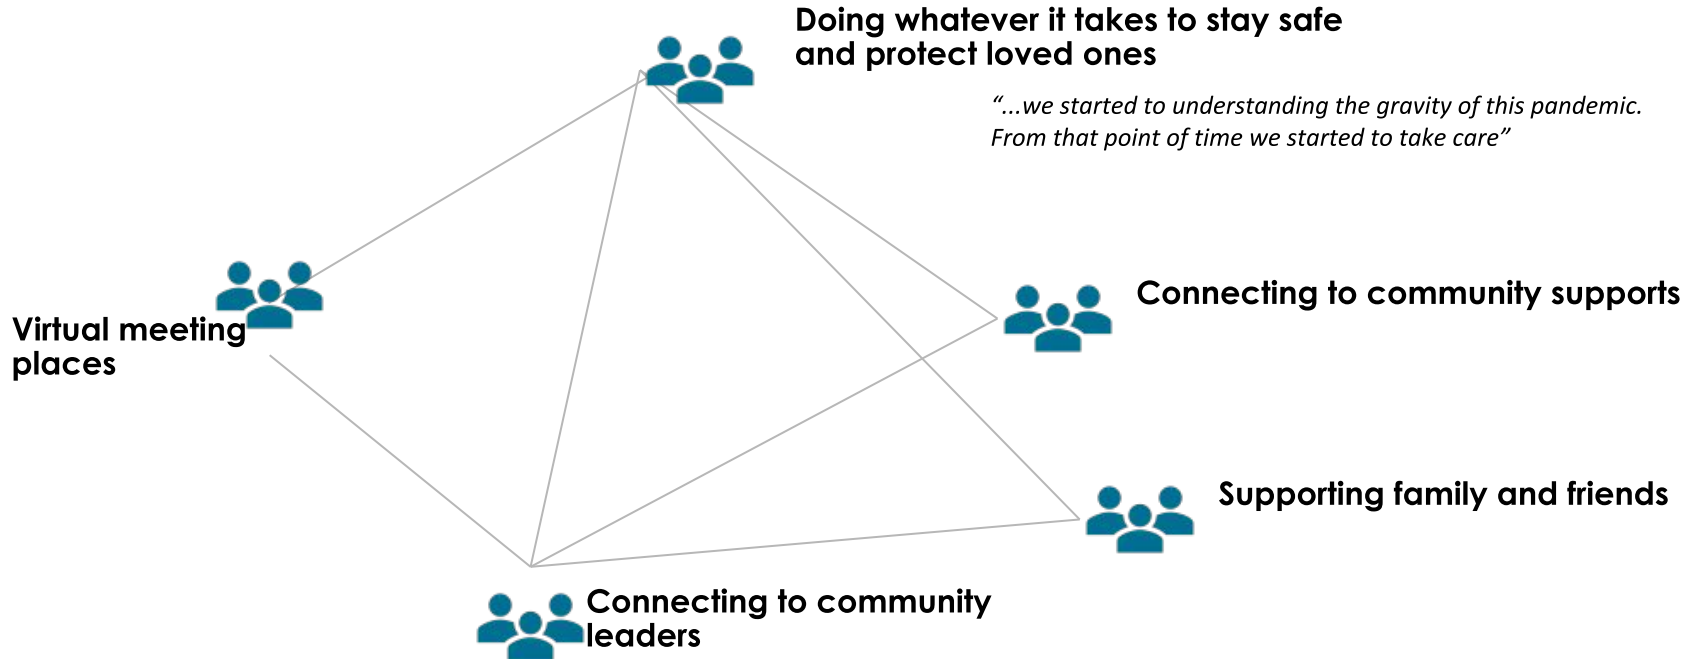 Doing whatever it takes to stay safe
and protect loved ones
“...we started to understanding the gravity of this pandemic.
From that point of time we started to take care”
Connecting to community supports
Virtual meeting
places
Supporting family and friends
Connecting to community
leaders